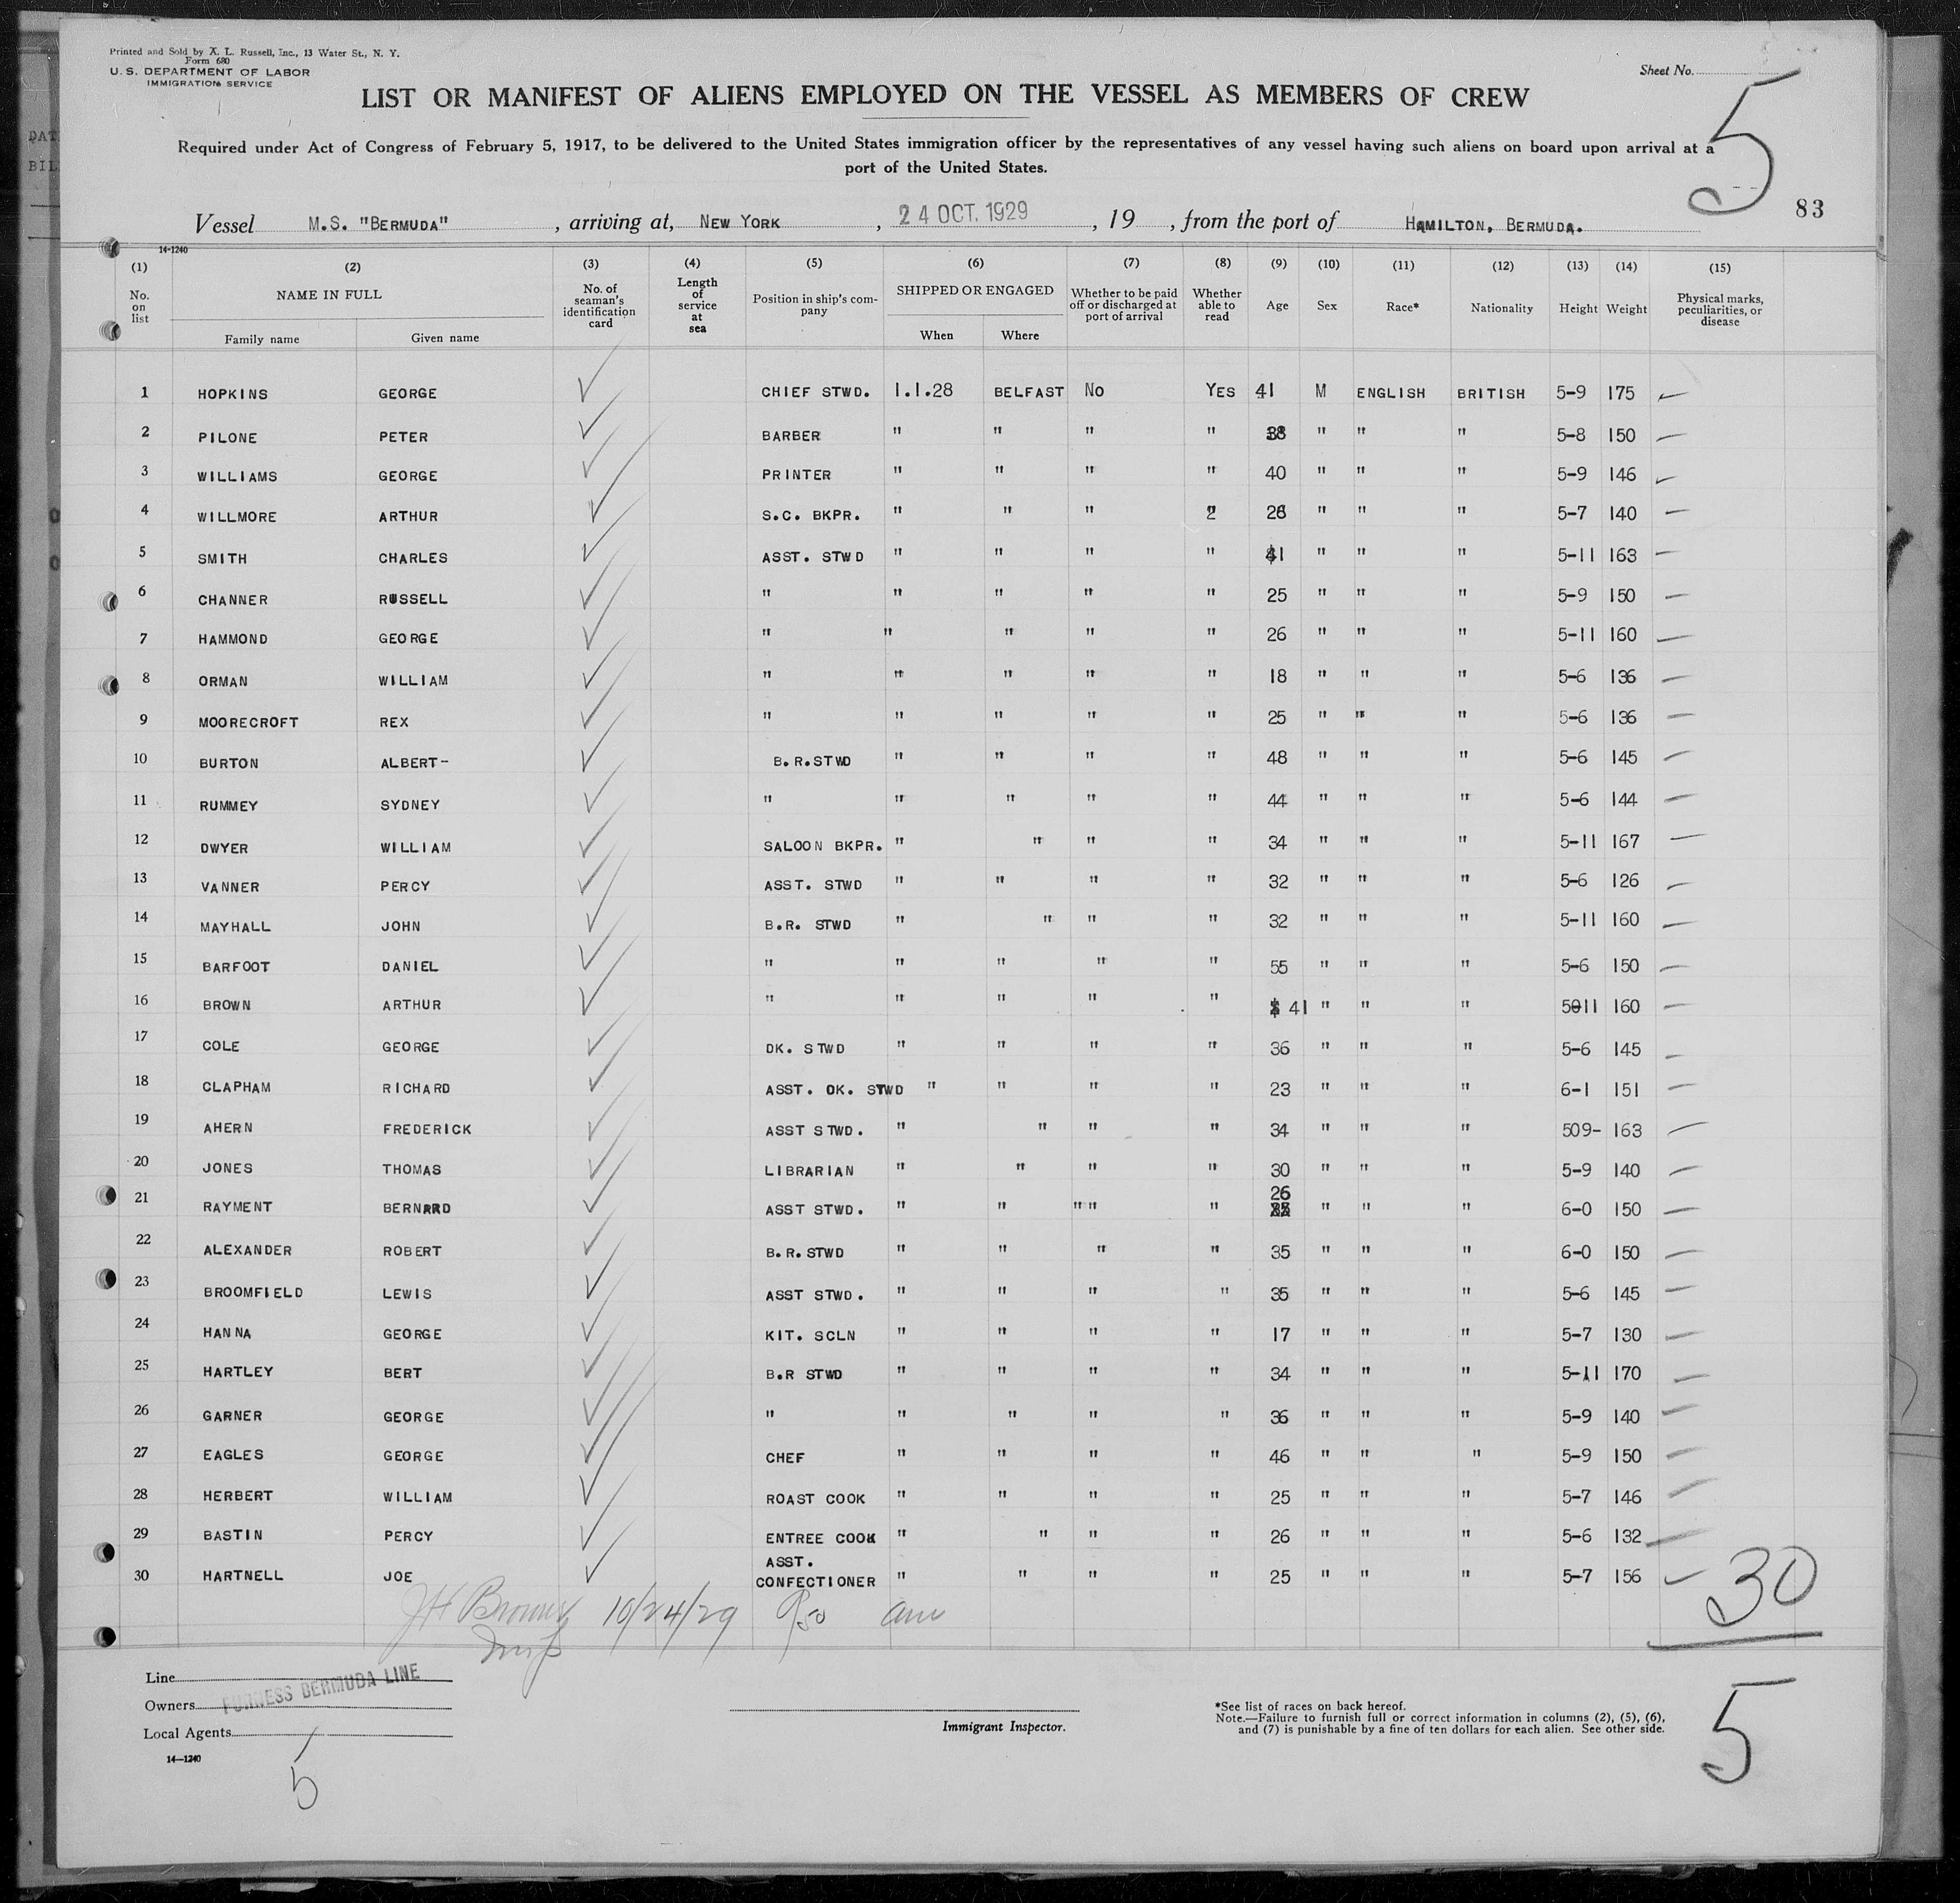 Printed and Sold by A. L. Russell, Inc., 13 Water St., N. Y.
Form 680
U. S. DEPARTMENT OF LABOR
IMMIGRATION SERVICE
Sheet No. 5
LIST OR MANIFEST OF ALIENS EMPLOYED ON THE VESSEL AS MEMBERS OF CREW
Required under Act of Congress of February 5, 1917, to be delivered to the United States immigration officer by the representatives of any vessel having such aliens on board upon arrival at a
port of the United States.
83
Vessel M.S. "BERMUDA", arriving at, NEW YORK, 24 OCT. 1929, 19 , from the port of HAMILTON, BERMUDA.
14-1240
(1) (2) (3) (4) (5) (6) (7) (8) (9) (10) (11) (12) (13) (14) (15)
No. on list NAME IN FULL Family name Given name No. of seaman's identification card Length of service at sea Position in ship's company SHIPPED OR ENGAGED When Where Whether to be paid off or discharged at port of arrival Whether able to read Age Sex Race* Nationality Height Weight Physical marks, peculiarities, or disease
1 HOPKINS GEORGE CHIEF STWD. 1.1.28 BELFAST No YES 41 M ENGLISH BRITISH 5-9 175
2 PILONE PETER BARBER " " " " 38 " " " 5-8 150
3 WILLIAMS GEORGE PRINTER " " " " 40 " " " 5-9 146
4 WILLMORE ARTHUR S.C. BKPR. " " " " 26 " " " 5-7 140
5 SMITH CHARLES ASST. STWD " " " " 41 " " " 5-11 163
6 CHANNER RUSSELL " " " " " 25 " " " 5-9 150
7 HAMMOND GEORGE " " " " " 26 " " " 5-11 160
8 ORMAN WILLIAM " " " " " 18 " " " 5-6 136
9 MOORECROFT REX " " " " " 25 " " " 5-6 136
10 BURTON ALBERT- B.R.STWD " " " " 48 " " " 5-6 145
11 RUMMEY SYDNEY " " " " " 44 " " " 5-6 144
12 DWYER WILLIAM SALOON BKPR. " " " " 34 " " " 5-11 167
13 VANNER PERCY ASST. STWD " " " " 32 " " " 5-6 126
14 MAYHALL JOHN B.R. STWD " " " " 32 " " " 5-11 160
15 BARFOOT DANIEL " " " " " 55 " " " 5-6 150
16 BROWN ARTHUR " " " " " 41 " " " 5011 160
17 COLE GEORGE DK. STWD " " " " 36 " " " 5-6 145
18 CLAPHAM RICHARD ASST. DK. STWD " " " " 23 " " " 6-1 151
19 AHERN FREDERICK ASST STWD. " " " " 34 " " " 509- 163
20 JONES THOMAS LIBRARIAN " " " " 30 " " " 5-9 140
21 RAYMENT BERNARD ASST STWD. " " "" " 26 " " " 6-0 150
22 ALEXANDER ROBERT B.R.STWD " " " " 35 " " " 6-0 150
23 BROOMFIELD LEWIS ASST STWD. " " " " 35 " " " 5-6 145
24 HANNA GEORGE KIT. SCLN " " " " 17 " " " 5-7 130
25 HARTLEY BERT B.R STWD " " " " 34 " " " 5-11 170
26 GARNER GEORGE " " " " " 36 " " " 5-9 140
27 EAGLES GEORGE CHEF " " " " 46 " " " 5-9 150
28 HERBERT WILLIAM ROAST COOK " " " " 25 " " " 5-7 146
29 BASTIN PERCY ENTREE COOK " " " " 26 " " " 5-6 132
30 HARTNELL JOE ASST. CONFECTIONER " " " " 25 " " " 5-7 156
30
10/24/29
Line
Owners FURNESS BERMUDA LINE
Local Agents
14—1240
5
Immigrant Inspector.
*See list of races on back hereof.
Note.—Failure to furnish full or correct information in columns (2), (5), (6),
and (7) is punishable by a fine of ten dollars for each alien. See other side.
5